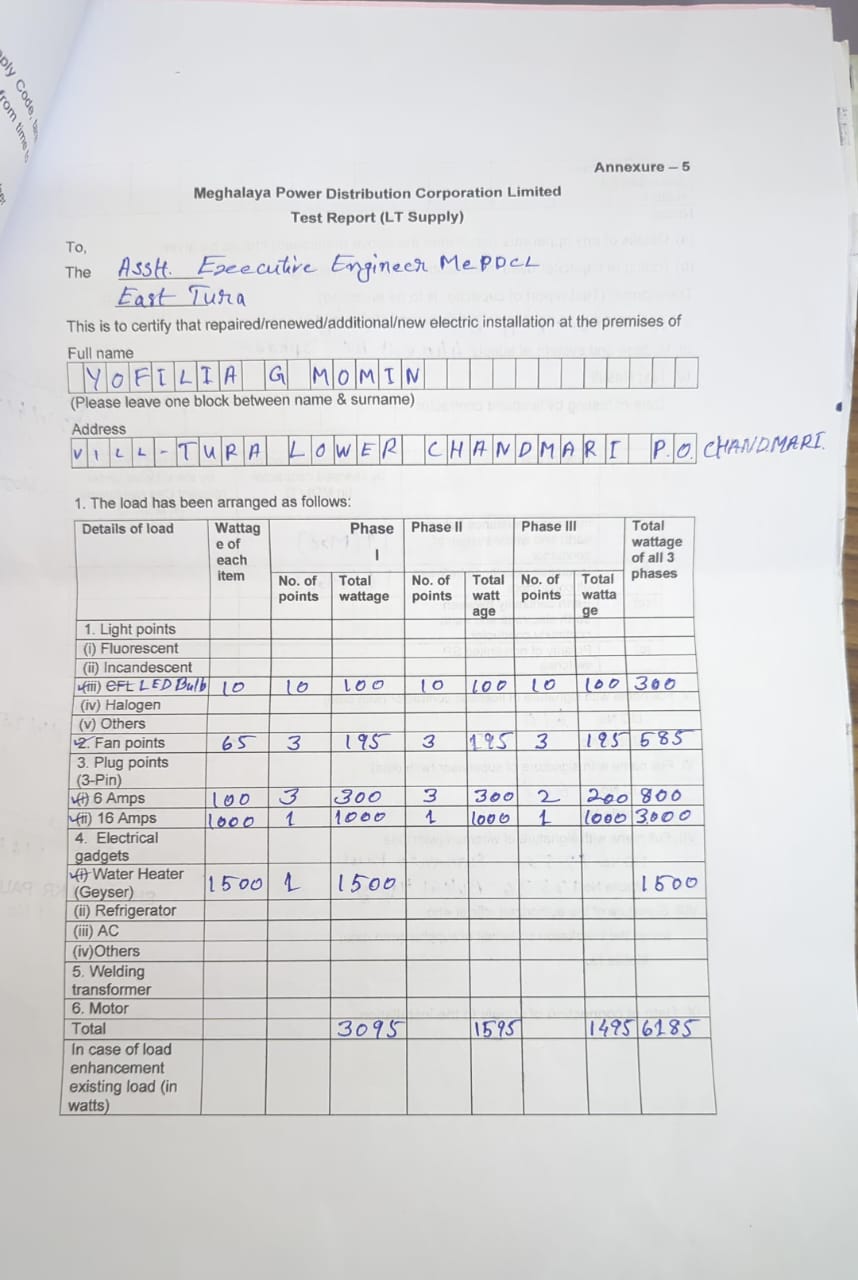 ply Code,
from time t
Annexure – 5
Meghalaya Power Distribution Corporation Limited
Test Report (LT Supply)
To,
The Asstt. Executive Engineer MePDCL
East Tura
This is to certify that repaired/renewed/additional/new electric installation at the premises of
Full name
YOFILIA G MOMIN
(Please leave one block between name & surname)
Address
VILL-TURA LOWER CHANDMARI P.O. CHANDMARI.
1. The load has been arranged as follows:
Details of load Wattag e of each item Phase I Phase II Phase III Total wattage of all 3 phases
No. of points Total wattage No. of points Total watt age No. of points Total watta ge
1. Light points
(i) Fluorescent
(ii) Incandescent
(iii) CFL LED Bulb 10 10 100 10 100 10 100 300
(iv) Halogen
(v) Others
2. Fan points 65 3 195 3 195 3 195 585
3. Plug points
(3-Pin)
(i) 6 Amps 100 3 300 3 300 2 200 800
(ii) 16 Amps 1000 1 1000 1 1000 1 1000 3000
4. Electrical
gadgets
(i) Water Heater
(Geyser) 1500 1 1500 1500
(ii) Refrigerator
(iii) AC
(iv)Others
5. Welding
transformer
6. Motor
Total 3095 1595 1495 6185
In case of load
enhancement
existing load (in
watts)